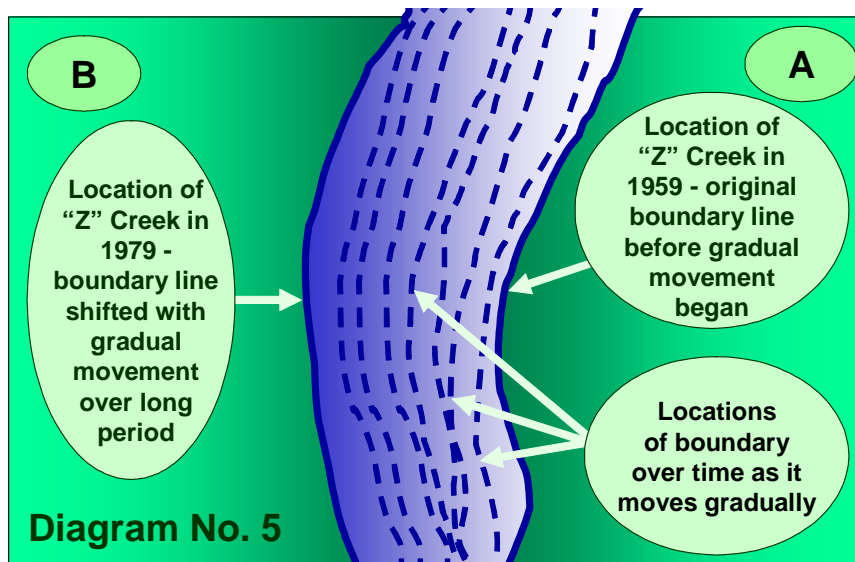 B
A
Location of
“Z” Creek in
1979 -
boundary line
shifted with
gradual
movement
over long
period
Location of
“Z” Creek in
1959 - original
boundary line
before gradual
movement
began
Locations
of boundary
over time as it
moves gradually
Diagram No. 5